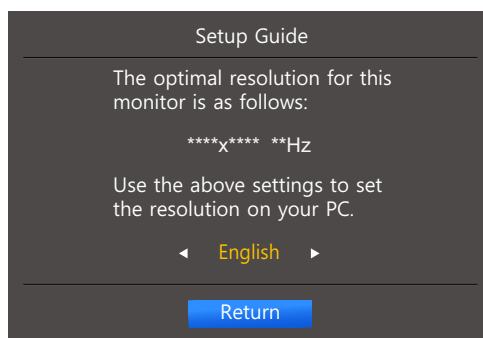 Setup Guide
The optimal resolution for this
monitor is as follows:
****x**** **Hz
Use the above settings to set
the resolution on your PC.
◄ English ►
Return